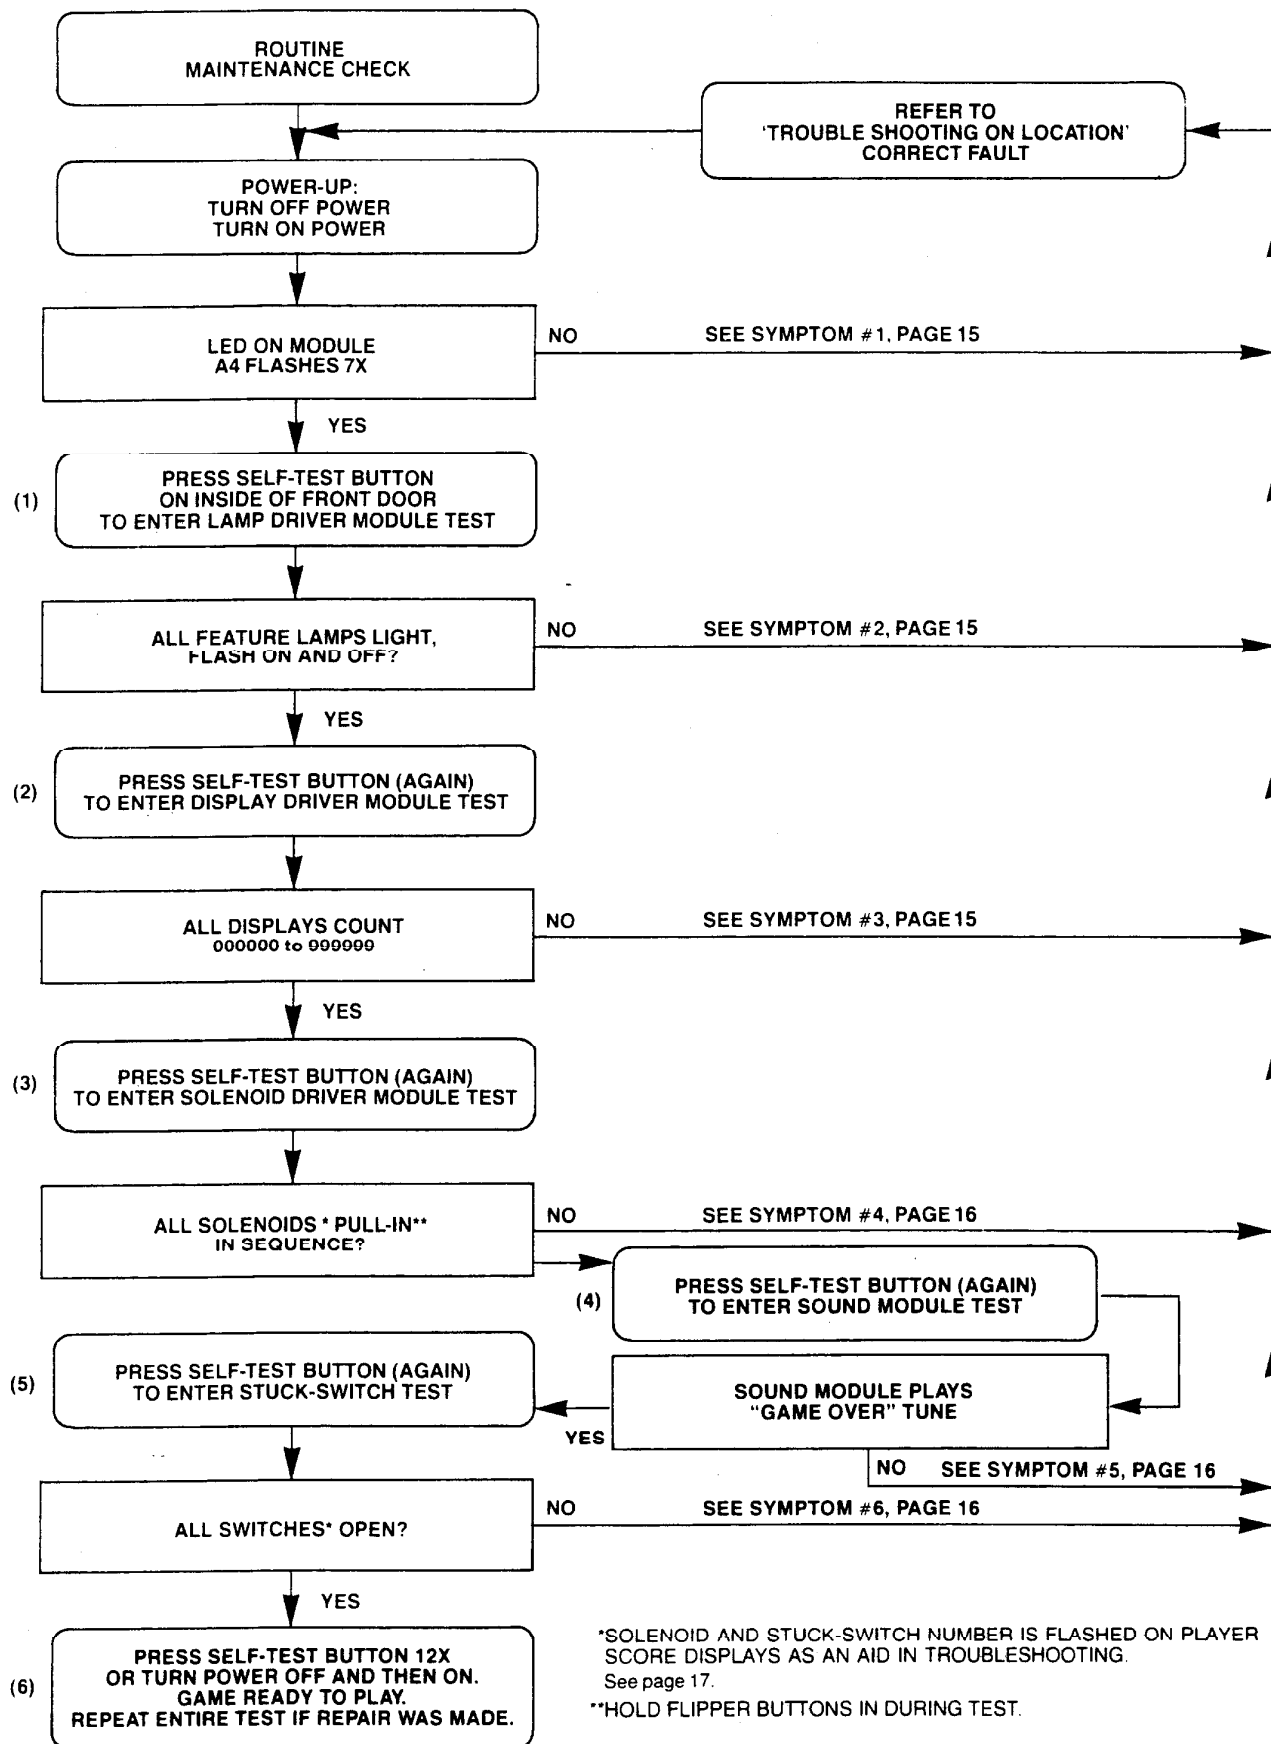 ROUTINE
MAINTENANCE CHECK
REFER TO
'TROUBLE SHOOTING ON LOCATION'
CORRECT FAULT
POWER-UP:
TURN OFF POWER
TURN ON POWER
LED ON MODULE
A4 FLASHES 7X
NO
SEE SYMPTOM #1, PAGE 15
YES
(1)
PRESS SELF-TEST BUTTON
ON INSIDE OF FRONT DOOR
TO ENTER LAMP DRIVER MODULE TEST
ALL FEATURE LAMPS LIGHT,
FLASH ON AND OFF?
NO
SEE SYMPTOM #2, PAGE 15
YES
(2)
PRESS SELF-TEST BUTTON (AGAIN)
TO ENTER DISPLAY DRIVER MODULE TEST
ALL DISPLAYS COUNT
000000 to 999999
NO
SEE SYMPTOM #3, PAGE 15
YES
(3)
PRESS SELF-TEST BUTTON (AGAIN)
TO ENTER SOLENOID DRIVER MODULE TEST
ALL SOLENOIDS * PULL-IN**
IN SEQUENCE?
NO
SEE SYMPTOM #4, PAGE 16
(4)
PRESS SELF-TEST BUTTON (AGAIN)
TO ENTER SOUND MODULE TEST
SOUND MODULE PLAYS
"GAME OVER" TUNE
YES
NO
SEE SYMPTOM #5, PAGE 16
(5)
PRESS SELF-TEST BUTTON (AGAIN)
TO ENTER STUCK-SWITCH TEST
ALL SWITCHES* OPEN?
NO
SEE SYMPTOM #6, PAGE 16
YES
(6)
PRESS SELF-TEST BUTTON 12X
OR TURN POWER OFF AND THEN ON.
GAME READY TO PLAY.
REPEAT ENTIRE TEST IF REPAIR WAS MADE.
*SOLENOID AND STUCK-SWITCH NUMBER IS FLASHED ON PLAYER
SCORE DISPLAYS AS AN AID IN TROUBLESHOOTING.
See page 17.
**HOLD FLIPPER BUTTONS IN DURING TEST.